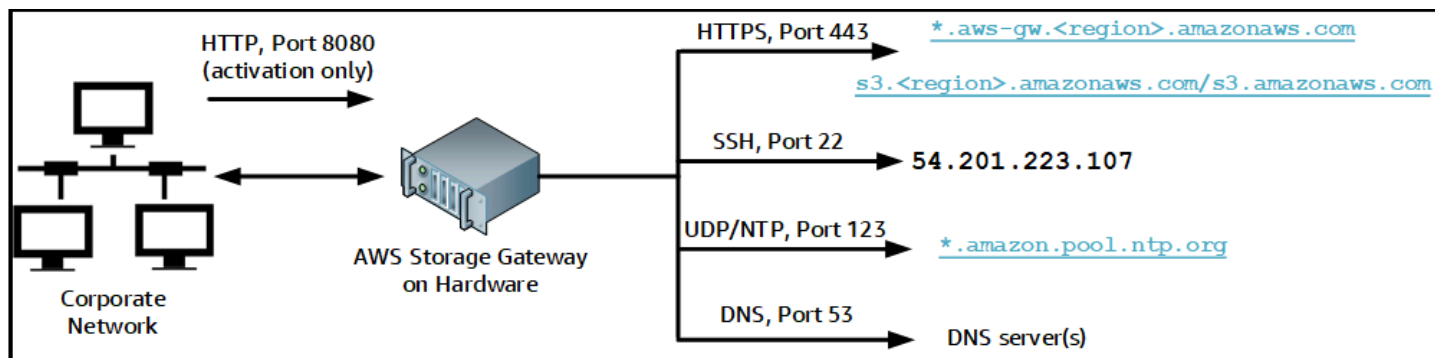 HTTP, Port 8080
(activation only)
Corporate
Network
AWS Storage Gateway
on Hardware
HTTPS, Port 443
*.aws-gw.<region>.amazonaws.com
s3.<region>.amazonaws.com/s3.amazonaws.com
SSH, Port 22
54.201.223.107
UDP/NTP, Port 123
*.amazon.pool.ntp.org
DNS, Port 53
DNS server(s)